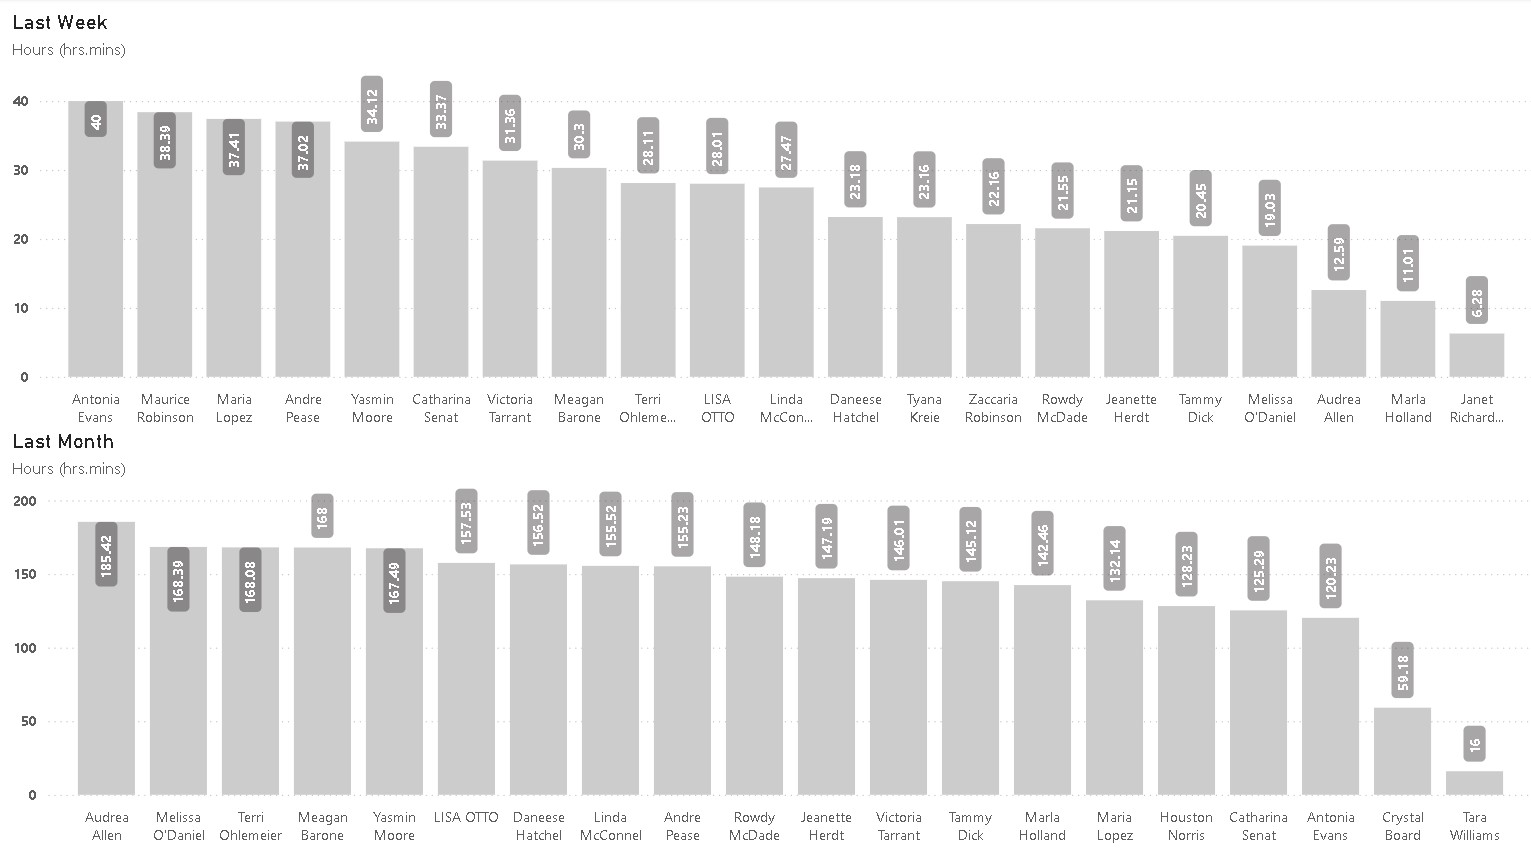 Last Week
Hours (hrs.mins)
40
30
20
10
0
40
38.39
37.41
37.02
34.12
33.37
31.36
30.3
28.11
28.01
27.47
23.18
23.16
22.16
21.55
21.15
20.45
19.03
12.59
11.01
6.28
Antonia Evans
Maurice Robinson
Maria Lopez
Andre Pease
Yasmin Moore
Catharina Senat
Victoria Tarrant
Meagan Barone
Terri Ohleme...
LISA OTTO
Linda McCon...
Daneese Hatchel
Tyana Kreie
Zaccaria Robinson
Rowdy McDade
Jeanette Herdt
Tammy Dick
Melissa O'Daniel
Audrea Allen
Marla Holland
Janet Richard...
Last Month
Hours (hrs.mins)
200
150
100
50
0
185.42
168.39
168.08
168
167.49
157.53
156.52
155.52
155.23
148.18
147.19
146.01
145.12
142.46
132.14
128.23
125.29
120.23
59.18
16
Audrea Allen
Melissa O'Daniel
Terri Ohlemeier
Meagan Barone
Yasmin Moore
LISA OTTO
Daneese Hatchel
Linda McConnel
Andre Pease
Rowdy McDade
Jeanette Herdt
Victoria Tarrant
Tammy Dick
Marla Holland
Maria Lopez
Houston Norris
Catharina Senat
Antonia Evans
Crystal Board
Tara Williams